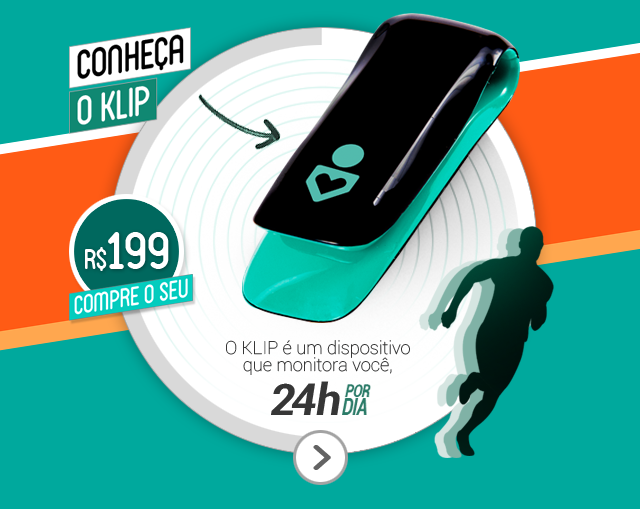 CONHEÇA
O KLIP
R$199
COMPRE O SEU
O KLIP é um dispositivo
que monitora você,
24h POR
DIA